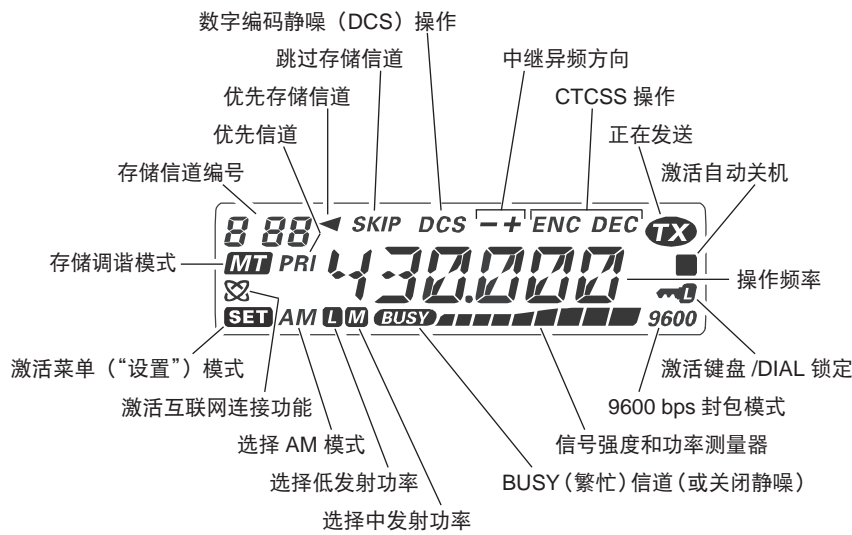 数字编码静噪（DCS）操作
跳过存储信道
中继异频方向
优先存储信道
CTCSS 操作
优先信道
正在发送
存储信道编号
激活自动关机
8 88 SKIP DCS − + ENC DEC TX
存储调谐模式
MT PRI 430.000
操作频率
L
SET AM L M BUSY 9600
激活菜单（“设置”）模式
激活键盘 /DIAL 锁定
激活互联网连接功能
9600 bps 封包模式
选择 AM 模式
信号强度和功率测量器
选择低发射功率
BUSY（繁忙）信道（或关闭静噪）
选择中发射功率